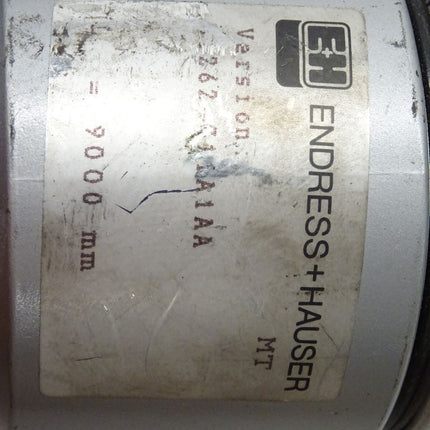 E+H
ENDRESS+HAUSER
MT
Version
= 9000 mm